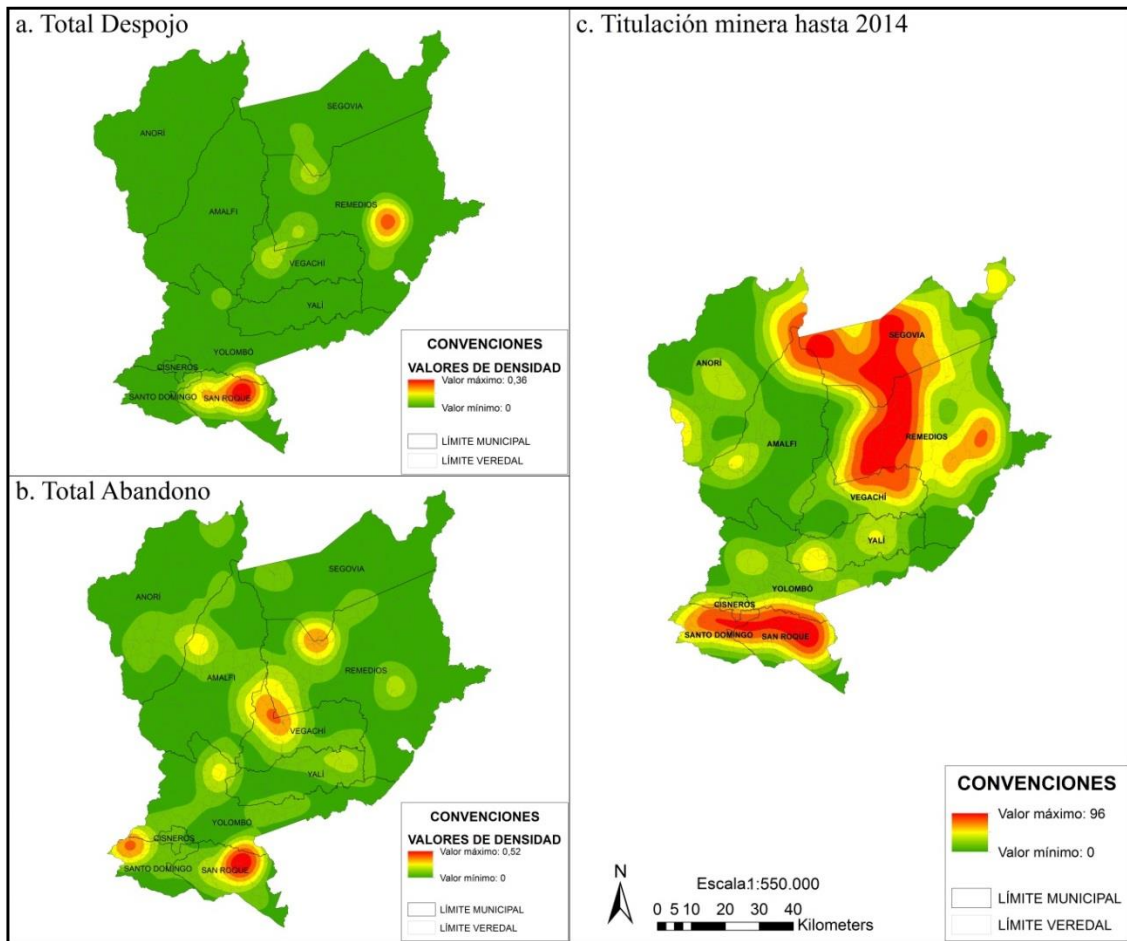 a. Total Despojo
SEGOVIA
ANORÍ
AMALFI
REMEDIOS
VEGACHÍ
YALÍ
YOLOMBÓ
CISNEROS
SANTO DOMINGO
SAN ROQUE
CONVENCIONES
VALORES DE DENSIDAD
Valor máximo: 0,36
Valor mínimo: 0
LÍMITE MUNICIPAL
LÍMITE VEREDAL
b. Total Abandono
SEGOVIA
ANORÍ
REMEDIOS
AMALFI
VEGACHÍ
YALÍ
YOLOMBÓ
CISNEROS
SANTO DOMINGO
SAN ROQUE
CONVENCIONES
VALORES DE DENSIDAD
Valor máximo: 0,52
Valor mínimo: 0
LÍMITE MUNICIPAL
LÍMITE VEREDAL
c. Titulación minera hasta 2014
SEGOVIA
ANORÍ
AMALFI
REMEDIOS
VEGACHÍ
YALÍ
YOLOMBÓ
CISNEROS
SANTO DOMINGO
SAN ROQUE
N
Escala1:550.000
0 5 10 20 30 40
Kilometers
CONVENCIONES
Valor máximo: 96
Valor mínimo: 0
LÍMITE MUNICIPAL
LÍMITE VEREDAL